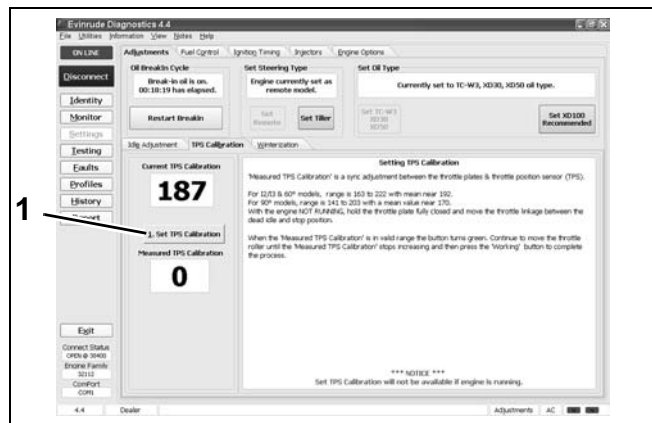 Evinrude Diagnostics 4.4
File Utilities Information View Notes Help
ON LINE
Adjustments Fuel Control Ignition Timing Injectors Engine Options
Oil BreakIn Cycle
Set Steering Type
Set Oil Type
Disconnect
Break-in oil is on.
00:18:19 has elapsed.
Engine currently set as
remote model.
Currently set to TC-W3, XD30, XD50 oil type.
Identity
Monitor
Restart Breakin
Set
Remote
Set Tiller
Set TC-W3
XD30
XD50
Set XD100
Recommended
Settings
Testing
Idle Adjustment TPS Calibration Winterization
Faults
Current TPS Calibration
Setting TPS Calibration
Profiles
187
'Measured TPS Calibration' is a sync adjustment between the throttle plates & throttle position sensor (TPS).
History
For I2/I3 & 60° models, range is 163 to 222 with mean near 192.
For 90° models, range is 141 to 203 with a mean value near 170.
With the engine NOT RUNNING, hold the throttle plate fully closed and move the throttle linkage between the
dead idle and stop position.
1
Report
1. Set TPS Calibration
When the 'Measured TPS Calibration' is in valid range the button turns green. Continue to move the throttle
roller until the 'Measured TPS Calibration' stops increasing and then press the 'Working' button to complete
the process.
Measured TPS Calibration
0
Exit
Connect Status
OPEN @ 38400
Engine Family
32112
ComPort
COM1
*** NOTICE ***
Set TPS Calibration will not be available if engine is running.
4.4 Dealer Adjustments AC